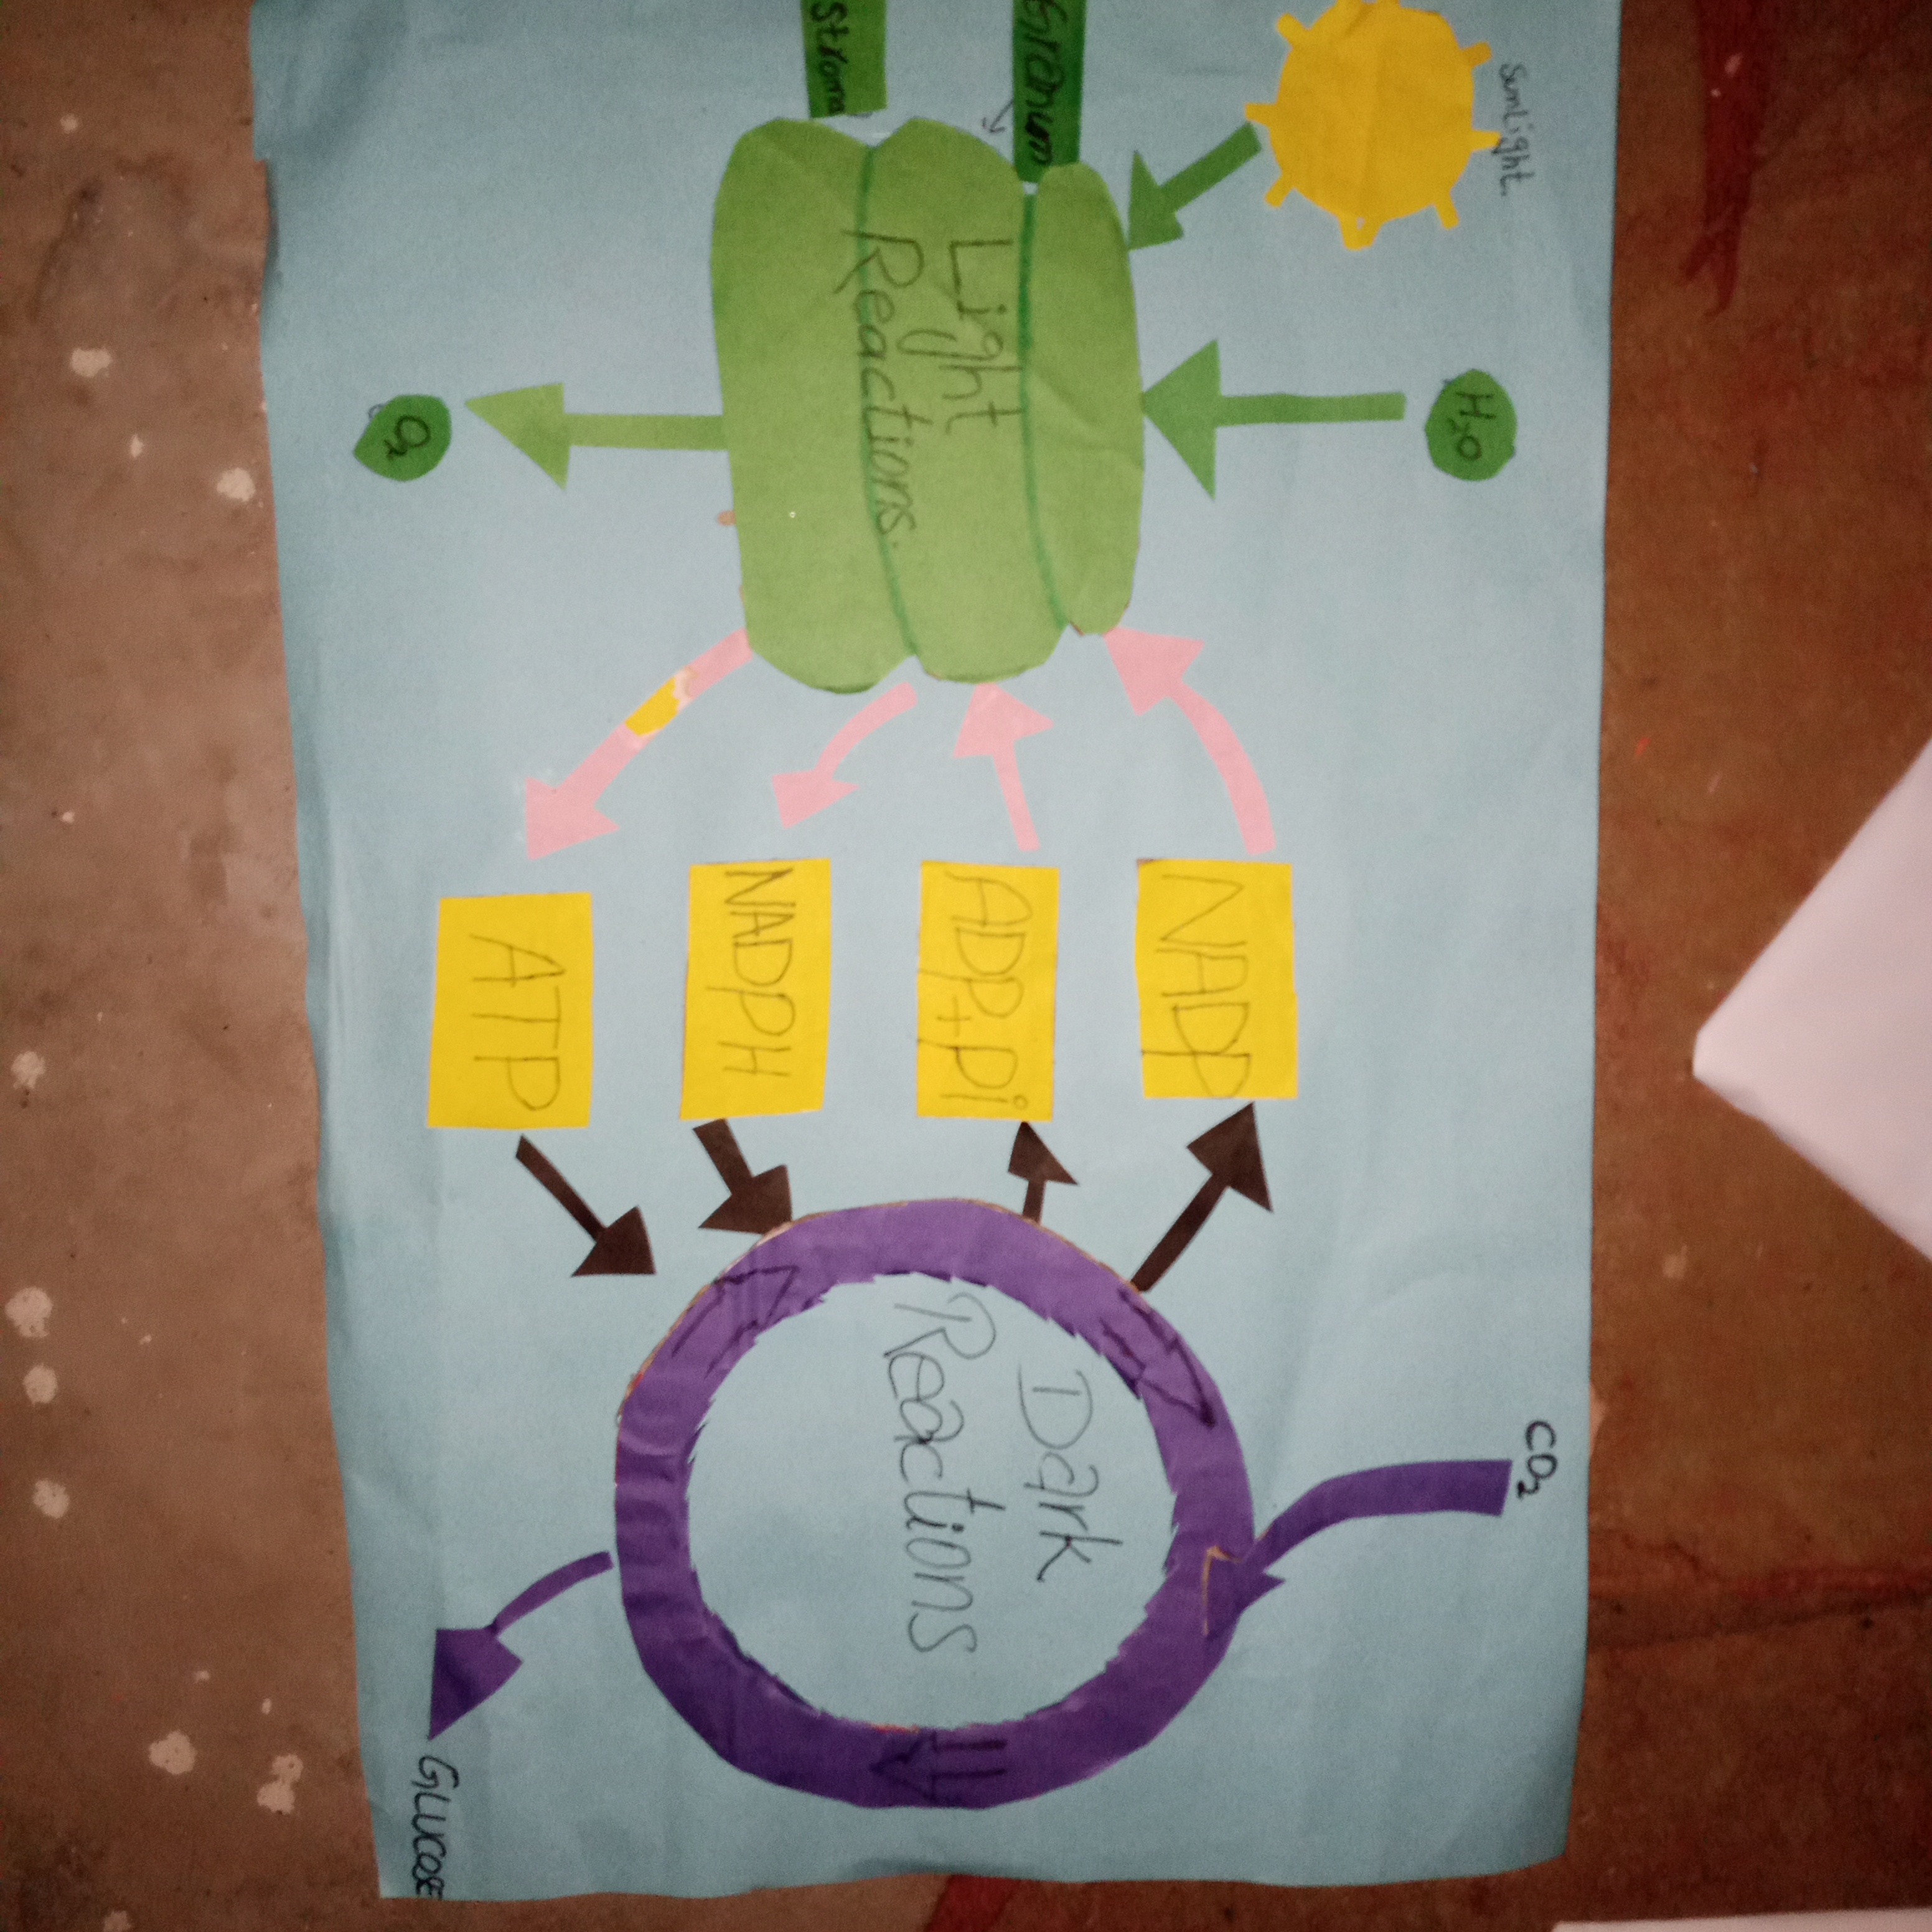 SunLight.
H₂O
CO₂
Granum
Stroma
Light
Reactions.
NADP
ADP+Pi
NADPH
ATP
Dark
Reactions
O₂
GLUCOSE